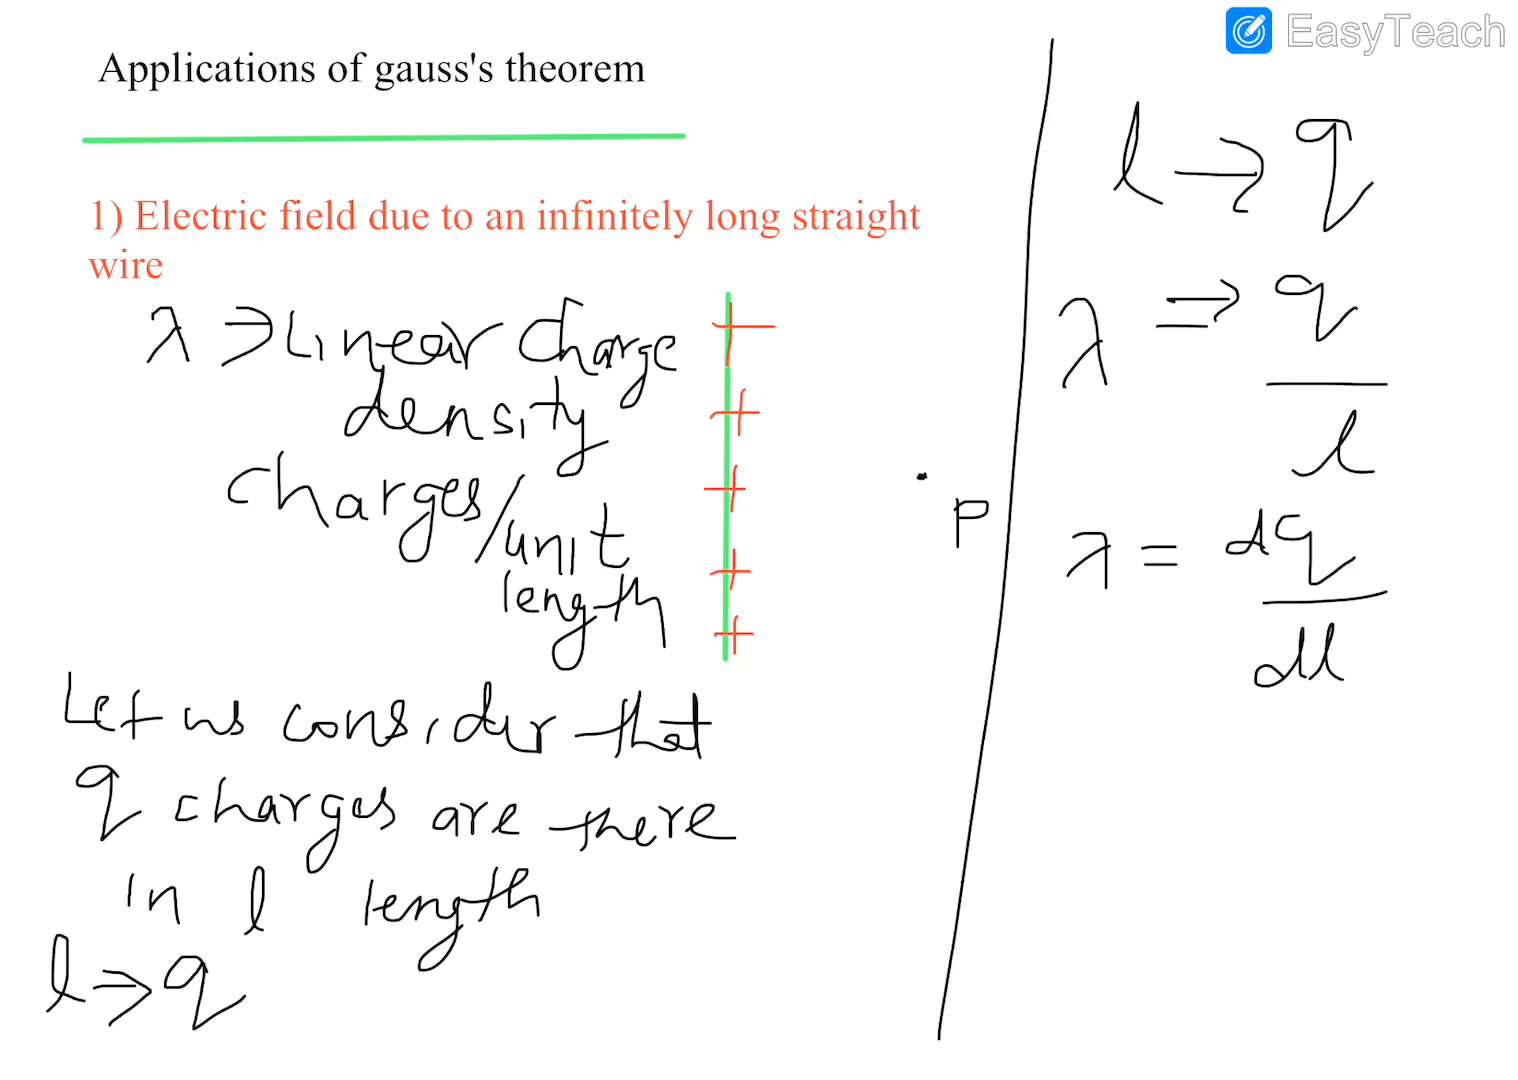 EasyTeach
Applications of gauss's theorem
1) Electric field due to an infinitely long straight
wire
λ ⇒ Linear charge
density
charges/unit
length
P
Let us consider that
q charges are there
in l length
l ⇒ q
l → q
λ ⇒ q
l
λ = dq
dl